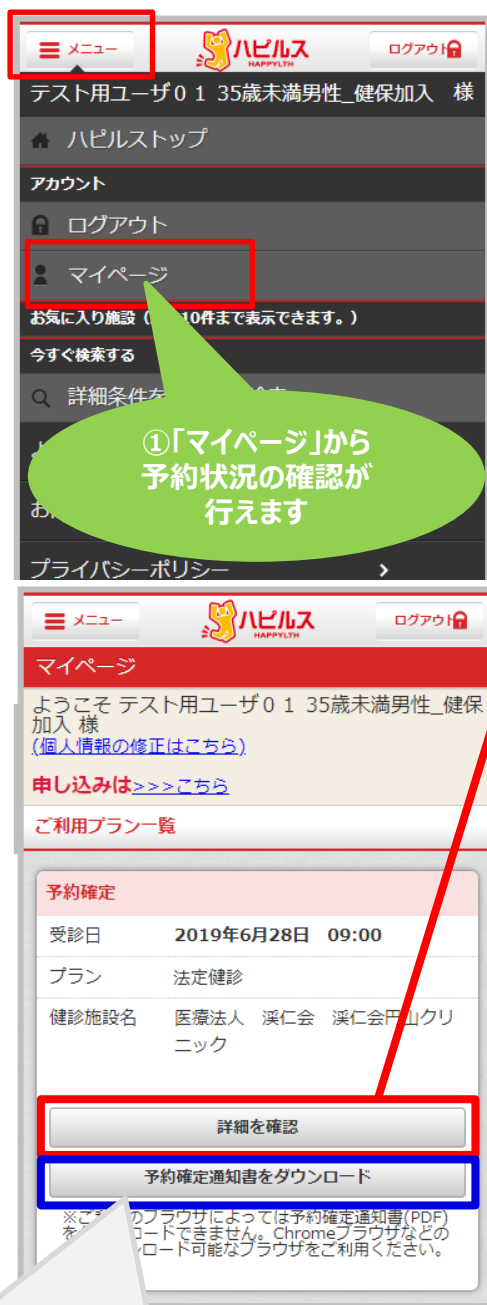 メニュー
ハピルス
HAPPYLTH
ログアウト
テスト用ユーザ０１ 35歳未満男性_健保加入 様
ハピルストップ
アカウント
ログアウト
マイページ
お気に入り施設（ 10件まで表示できます。)
今すぐ検索する
詳細条件を
①「マイページ」から
予約状況の確認が
行えます
お
プライバシーポリシー >
メニュー
ハピルス
HAPPYLTH
ログアウト
マイページ
ようこそ テスト用ユーザ０１ 35歳未満男性_健保
加入 様
(個人情報の修正はこちら)
申し込みは>>>こちら
ご利用プラン一覧
予約確定
受診日 2019年6月28日 09:00
プラン 法定健診
健診施設名 医療法人 渓仁会 渓仁会円山クリ
ニック
詳細を確認
予約確定通知書をダウンロード
※ご のブラウザによっては予約確定通知書(PDF)
を ロードできません。Chromeブラウザなどの
ロード可能なブラウザをご利用ください。